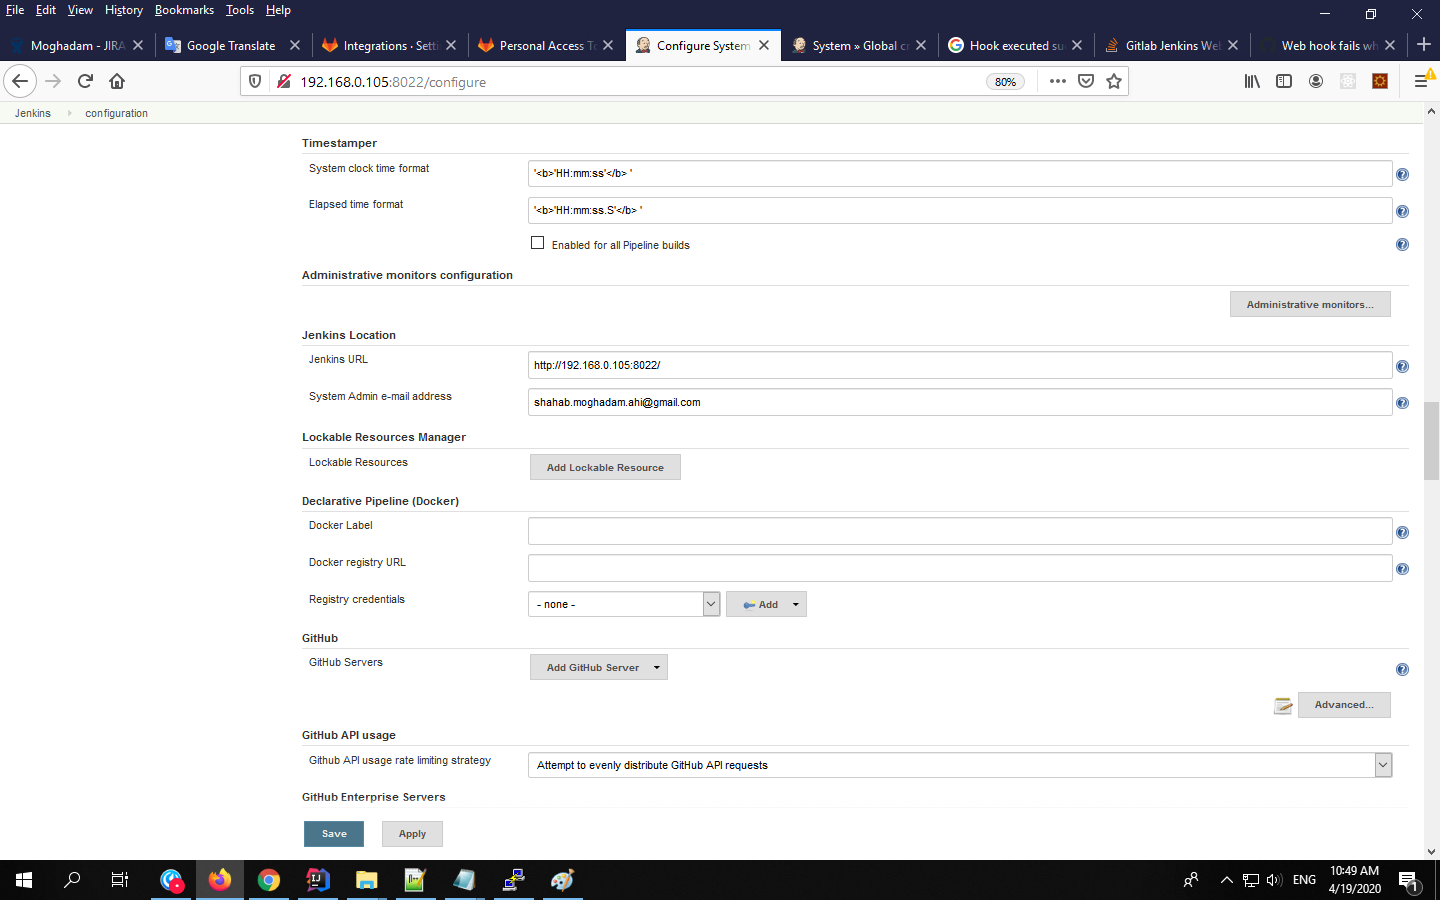 File Edit View History Bookmarks Tools Help
Moghadam - JIRA
Google Translate
Integrations · Setti
Personal Access To
Configure System
System » Global cr
Hook executed su
Gitlab Jenkins We
Web hook fails wh
192.168.0.105:8022/configure
80%
Jenkins configuration
Timestamper
System clock time format
'<b>'HH:mm:ss'</b> '
Elapsed time format
'<b>'HH:mm:ss.S'</b> '
Enabled for all Pipeline builds
Administrative monitors configuration
Administrative monitors...
Jenkins Location
Jenkins URL
http://192.168.0.105:8022/
System Admin e-mail address
shahab.moghadam.ahi@gmail.com
Lockable Resources Manager
Lockable Resources
Add Lockable Resource
Declarative Pipeline (Docker)
Docker Label
Docker registry URL
Registry credentials
- none -
Add
GitHub
GitHub Servers
Add GitHub Server
Advanced...
GitHub API usage
Github API usage rate limiting strategy
Attempt to evenly distribute GitHub API requests
GitHub Enterprise Servers
Save
Apply
ENG
10:49 AM
4/19/2020
1